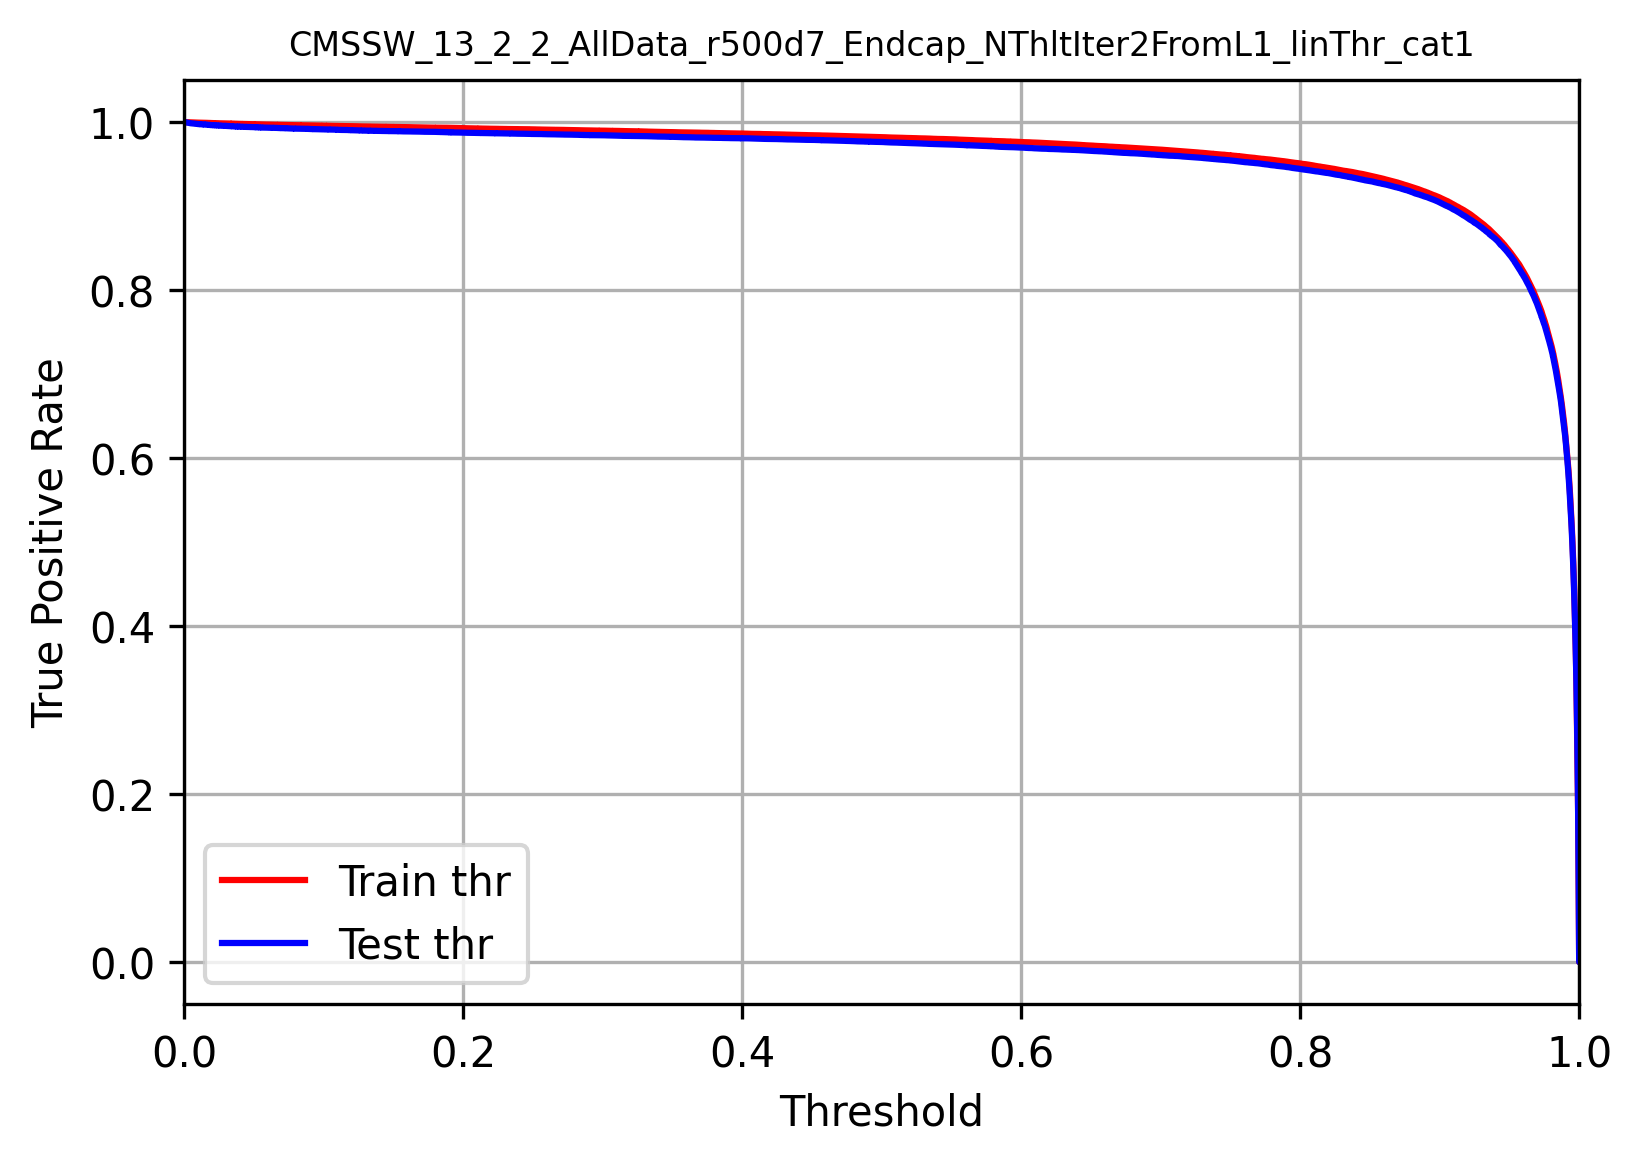 CMSSW_13_2_2_AllData_r500d7_Endcap_NThltIter2FromL1_linThr_cat1
1.0
0.8
0.6
0.4
0.2
0.0
True Positive Rate
Train thr
Test thr
0.0 0.2 0.4 0.6 0.8 1.0
Threshold